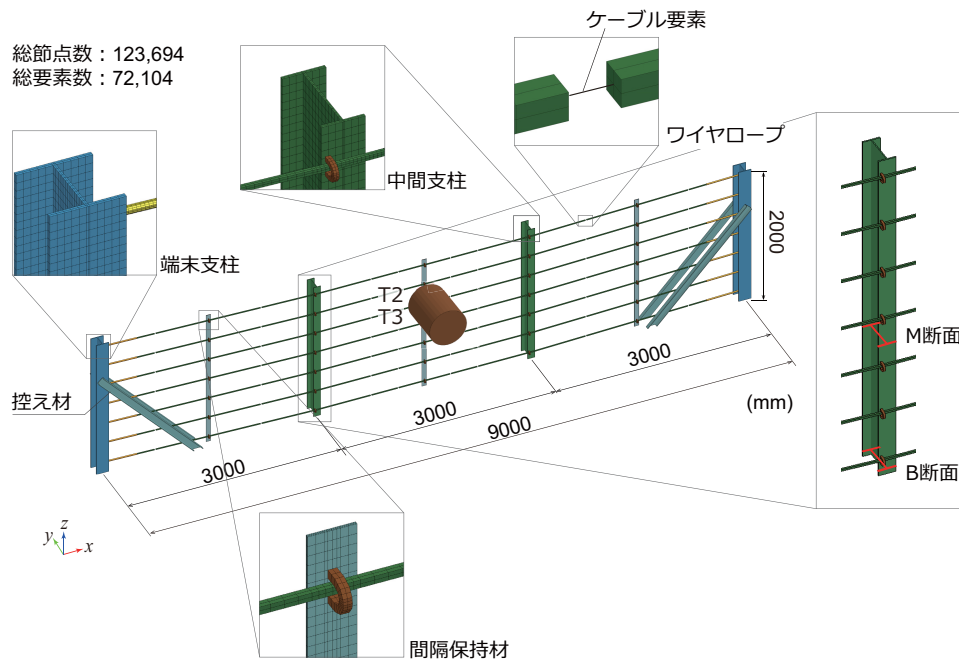 総節点数：123,694
総要素数：72,104
ケーブル要素
ワイヤロープ
中間支柱
端末支柱
2000
T2
T3
M断面
控え材
3000
3000
(mm)
9000
3000
B断面
z
y
x
間隔保持材